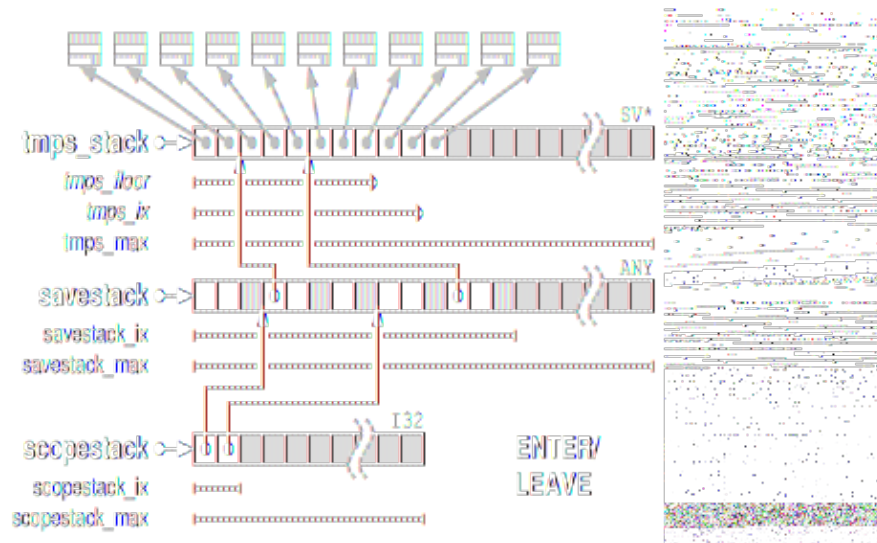 SV*
tmps_stack
tmps_floor
tmps_ix
tmps_max
ANY
savestack
savestack_ix
savestack_max
I32
scopestack
ENTER/
LEAVE
scopestack_ix
scopestack_max